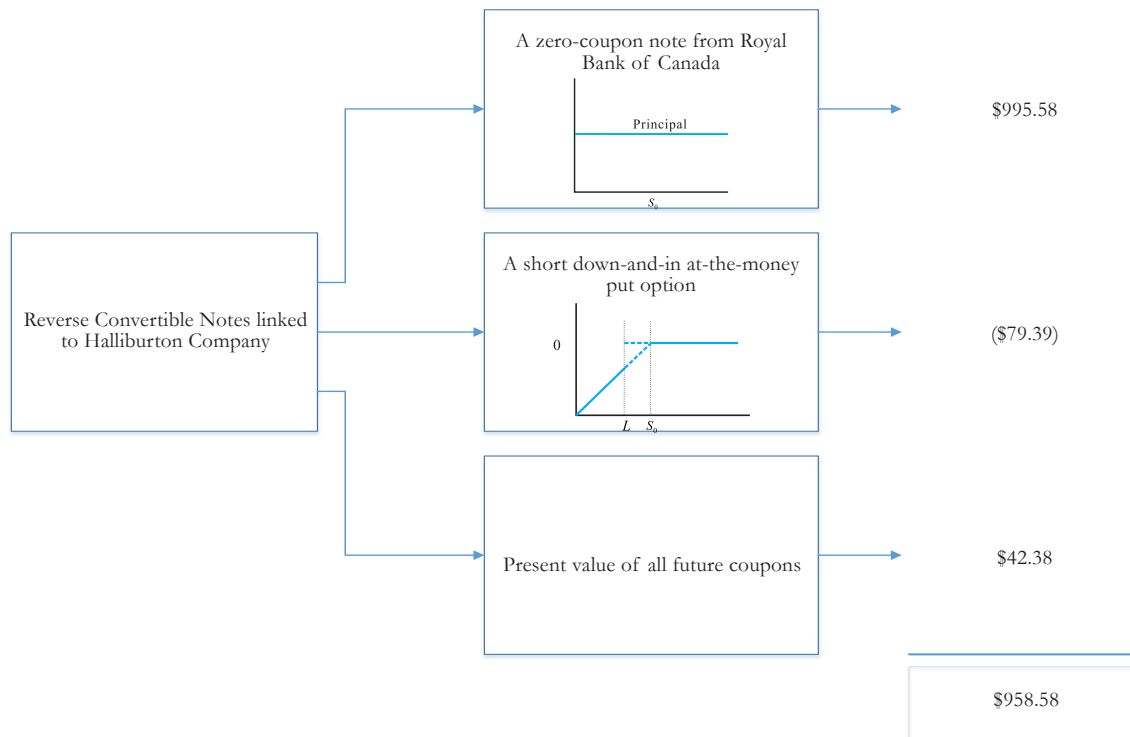 A zero-coupon note from Royal
Bank of Canada
Principal
S₀
$995.58
Reverse Convertible Notes linked
to Halliburton Company
A short down-and-in at-the-money
put option
0
L S₀
($79.39)
Present value of all future coupons
$42.38
$958.58